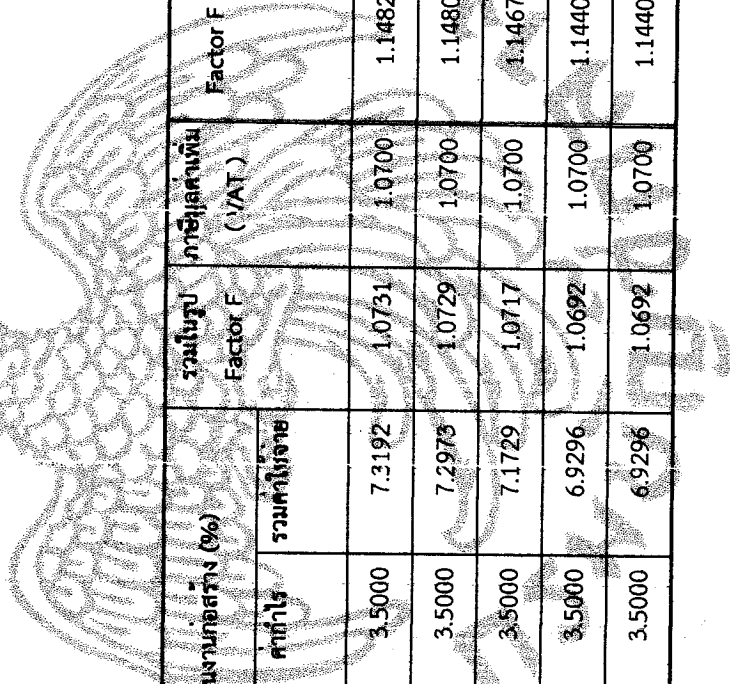 นงานก่อสร้าง (%) รวมในรูป ภาษีมูลค่าเพิ่ม Factor F
ค่ากำไร รวมค่าใช้จ่าย Factor F (VAT)
3.5000 7.3192 1.0731 1.0700 1.1482
3.5000 7.2973 1.0729 1.0700 1.1480
3.5000 7.1729 1.0717 1.0700 1.1467
3.5000 6.9296 1.0692 1.0700 1.1440
3.5000 6.9296 1.0692 1.0700 1.1440